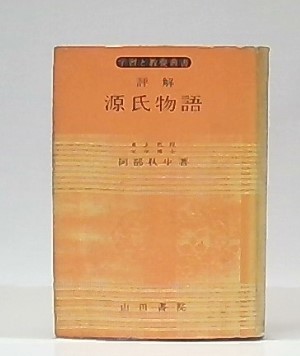 学習と教養叢書
評解
源氏物語
阿部秋生著
山田書院